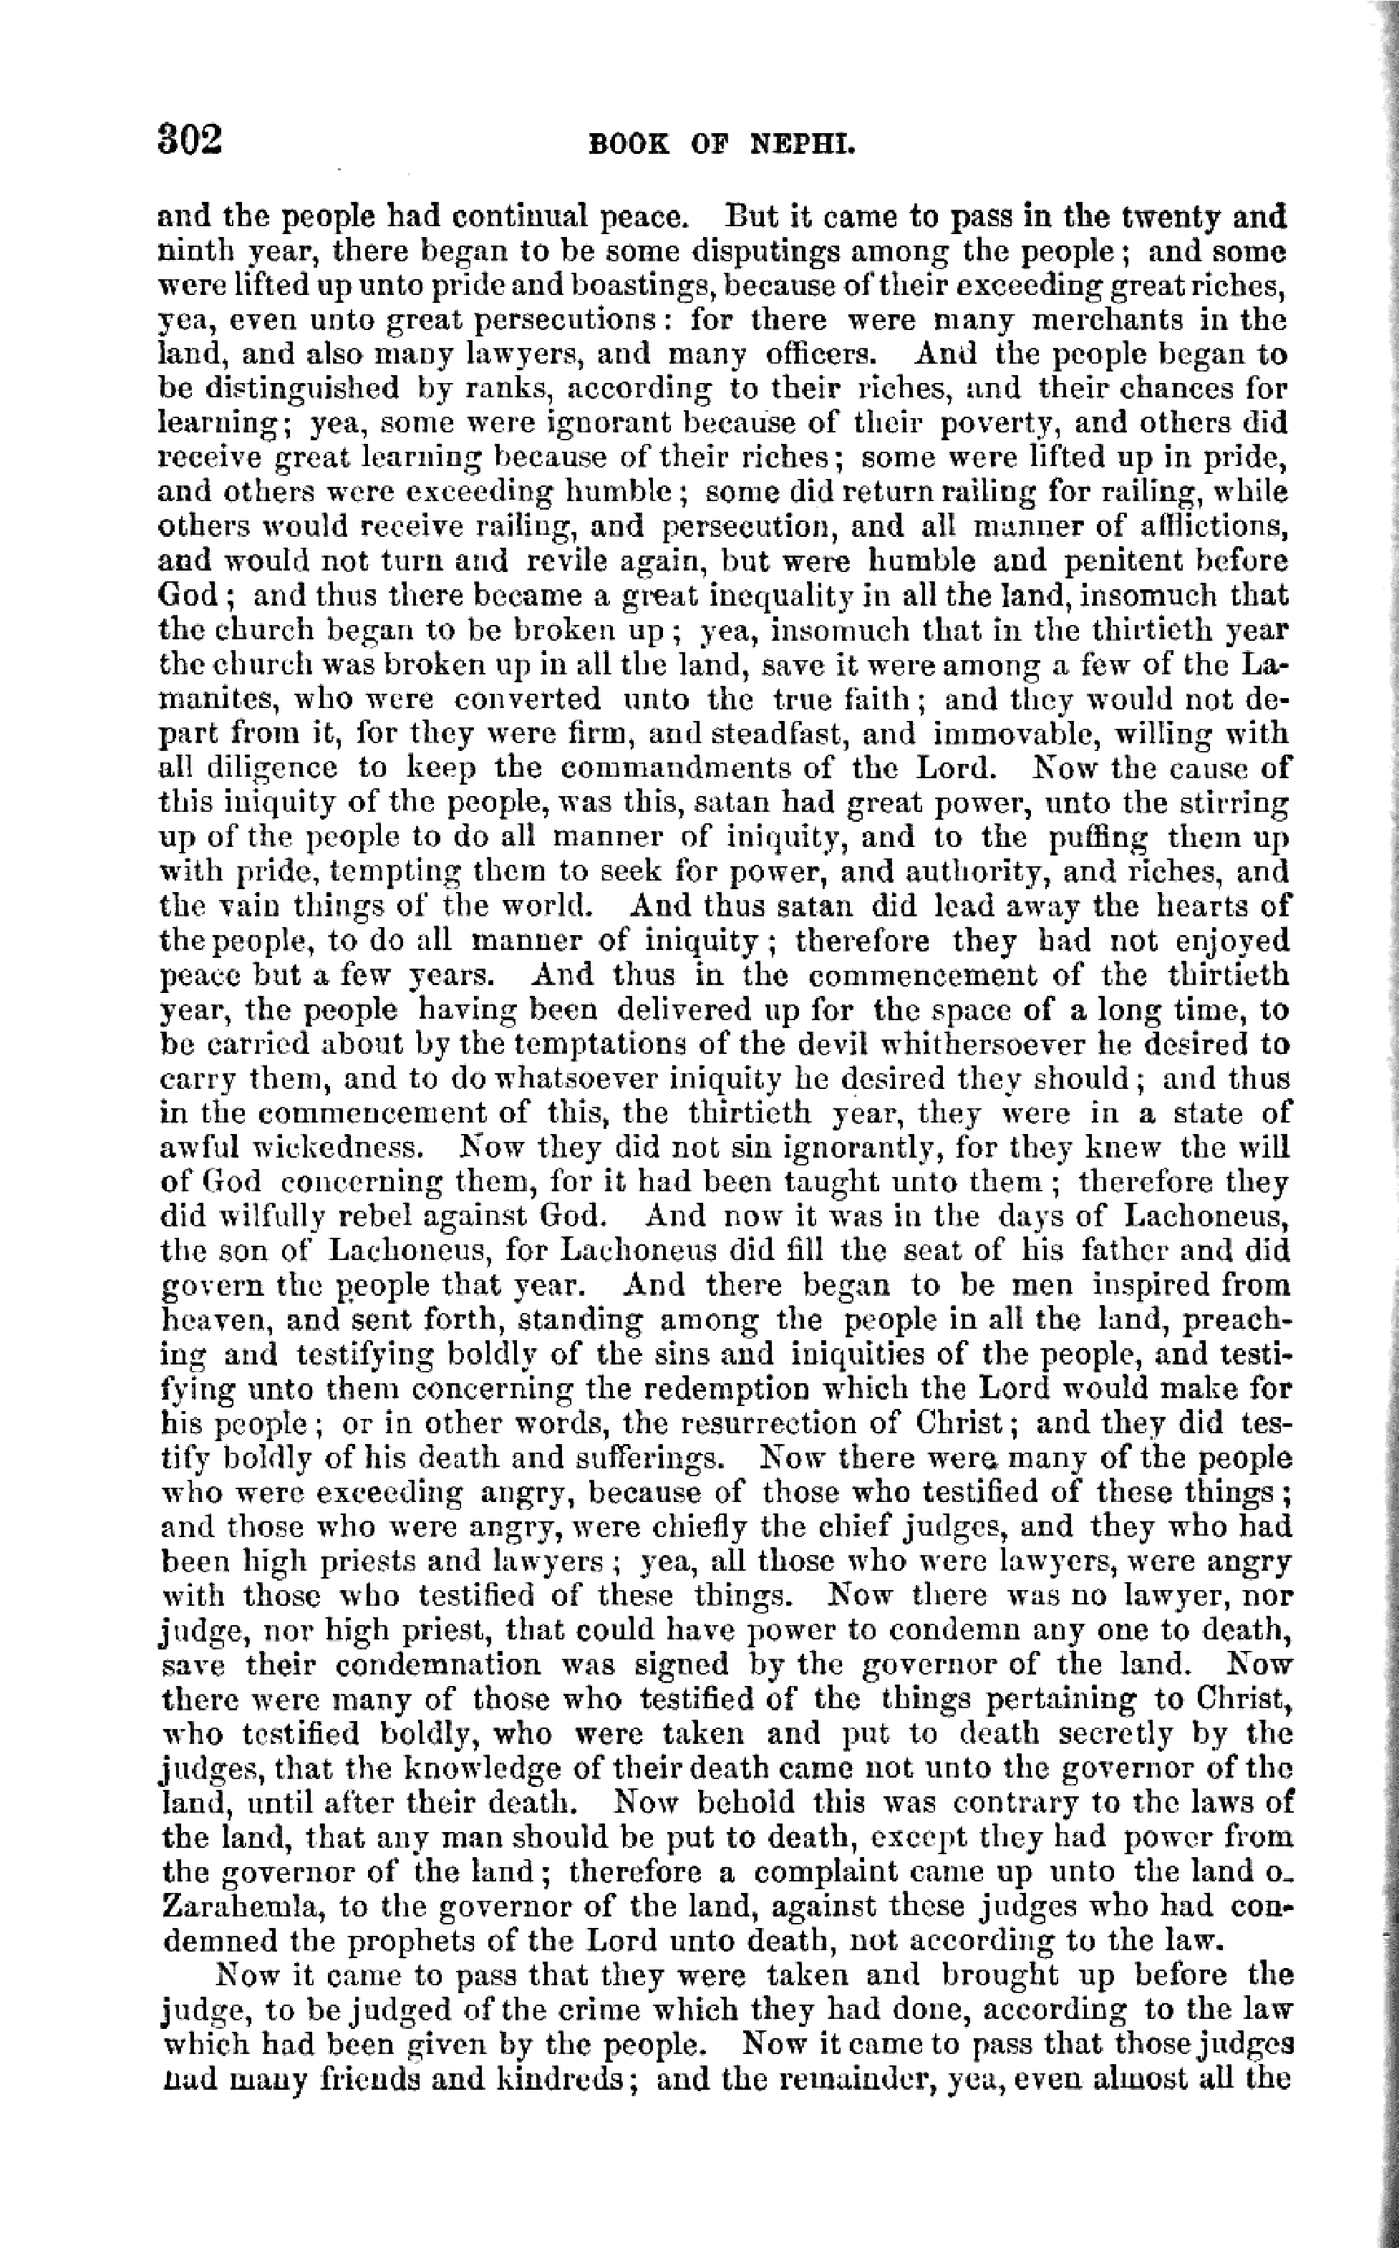 302 BOOK OF NEPHI.
and the people had continual peace. But it came to pass in the twenty and
ninth year, there began to be some disputings among the people; and some
were lifted up unto pride and boastings, because of their exceeding great riches,
yea, even unto great persecutions: for there were many merchants in the
land, and also many lawyers, and many officers. And the people began to
be distinguished by ranks, according to their riches, and their chances for
learning; yea, some were ignorant because of their poverty, and others did
receive great learning because of their riches; some were lifted up in pride,
and others were exceeding humble; some did return railing for railing, while
others would receive railing, and persecution, and all manner of afflictions,
and would not turn and revile again, but were humble and penitent before
God; and thus there became a great inequality in all the land, insomuch that
the church began to be broken up; yea, insomuch that in the thirtieth year
the church was broken up in all the land, save it were among a few of the La-
manites, who were converted unto the true faith; and they would not de-
part from it, for they were firm, and steadfast, and immovable, willing with
all diligence to keep the commandments of the Lord. Now the cause of
this iniquity of the people, was this, satan had great power, unto the stirring
up of the people to do all manner of iniquity, and to the puffing them up
with pride, tempting them to seek for power, and authority, and riches, and
the vain things of the world. And thus satan did lead away the hearts of
the people, to do all manner of iniquity; therefore they had not enjoyed
peace but a few years. And thus in the commencement of the thirtieth
year, the people having been delivered up for the space of a long time, to
be carried about by the temptations of the devil whithersoever he desired to
carry them, and to do whatsoever iniquity he desired they should; and thus
in the commencement of this, the thirtieth year, they were in a state of
awful wickedness. Now they did not sin ignorantly, for they knew the will
of God concerning them, for it had been taught unto them; therefore they
did wilfully rebel against God. And now it was in the days of Lachoneus,
the son of Lachoneus, for Lachoneus did fill the seat of his father and did
govern the people that year. And there began to be men inspired from
heaven, and sent forth, standing among the people in all the land, preach-
ing and testifying boldly of the sins and iniquities of the people, and testi-
fying unto them concerning the redemption which the Lord would make for
his people; or in other words, the resurrection of Christ; and they did tes-
tify boldly of his death and sufferings. Now there were many of the people
who were exceeding angry, because of those who testified of these things;
and those who were angry, were chiefly the chief judges, and they who had
been high priests and lawyers; yea, all those who were lawyers, were angry
with those who testified of these things. Now there was no lawyer, nor
judge, nor high priest, that could have power to condemn any one to death,
save their condemnation was signed by the governor of the land. Now
there were many of those who testified of the things pertaining to Christ,
who testified boldly, who were taken and put to death secretly by the
judges, that the knowledge of their death came not unto the governor of the
land, until after their death. Now behold this was contrary to the laws of
the land, that any man should be put to death, except they had power from
the governor of the land; therefore a complaint came up unto the land o
Zarahemla, to the governor of the land, against these judges who had con-
demned the prophets of the Lord unto death, not according to the law.
Now it came to pass that they were taken and brought up before the
judge, to be judged of the crime which they had done, according to the law
which had been given by the people. Now it came to pass that those judges
had many friends and kindreds; and the remainder, yea, even almost all the